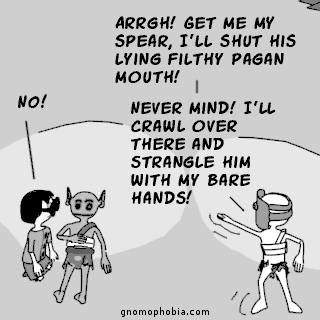 ARRGH! GET ME MY
SPEAR, I'LL SHUT HIS
LYING FILTHY PAGAN
MOUTH!
NO!
NEVER MIND! I'LL
CRAWL OVER
THERE AND
STRANGLE HIM
WITH MY BARE
HANDS!
gnomophobia.com